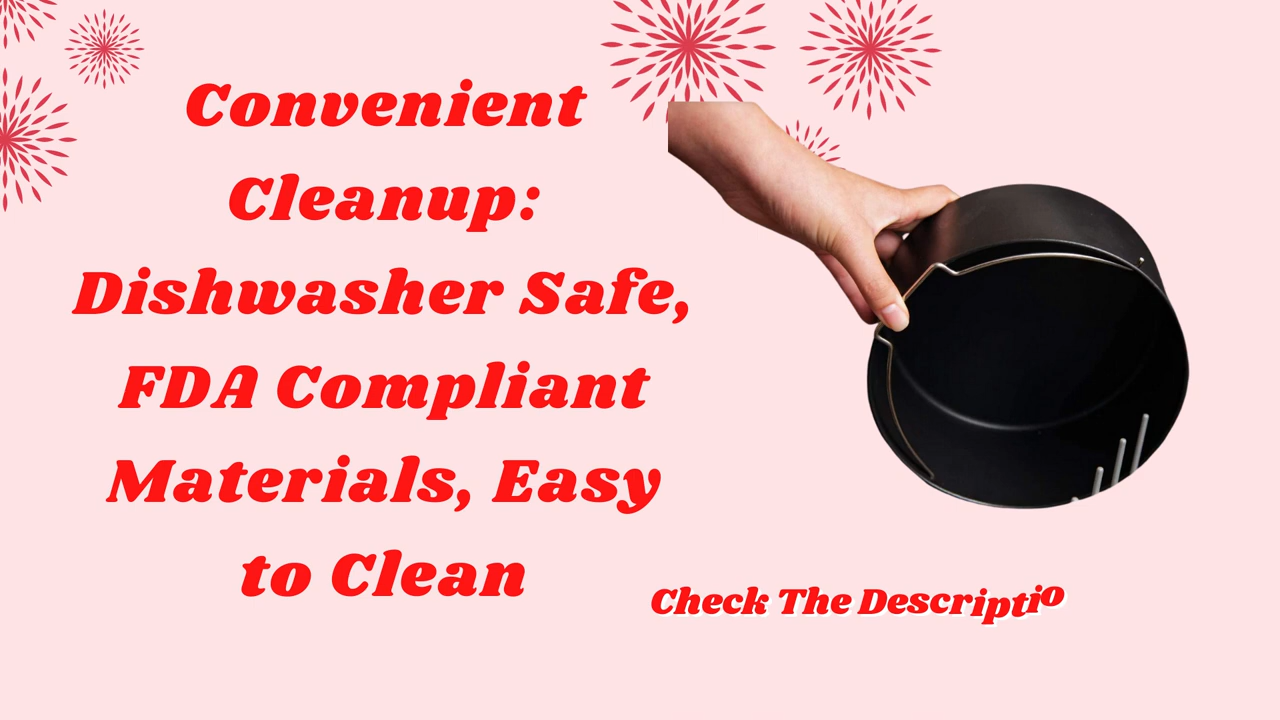 Convenient
Cleanup:
Dishwasher Safe,
FDA Compliant
Materials, Easy
to Clean
Check The Descriptio